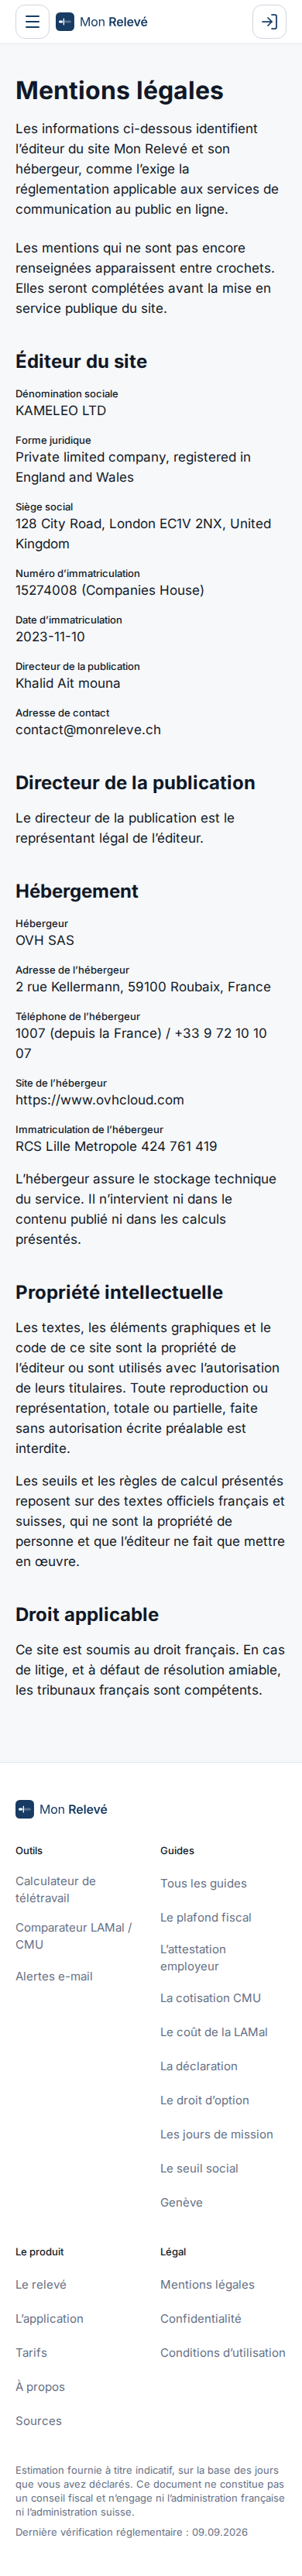 Mon Relevé
Mentions légales
Les informations ci-dessous identifient
l’éditeur du site Mon Relevé et son
hébergeur, comme l’exige la
réglementation applicable aux services de
communication au public en ligne.
Les mentions qui ne sont pas encore
renseignées apparaissent entre crochets.
Elles seront complétées avant la mise en
service publique du site.
Éditeur du site
Dénomination sociale
KAMELEO LTD
Forme juridique
Private limited company, registered in
England and Wales
Siège social
128 City Road, London EC1V 2NX, United
Kingdom
Numéro d’immatriculation
15274008 (Companies House)
Date d’immatriculation
2023-11-10
Directeur de la publication
Khalid Ait mouna
Adresse de contact
contact@monreleve.ch
Directeur de la publication
Le directeur de la publication est le
représentant légal de l’éditeur.
Hébergement
Hébergeur
OVH SAS
Adresse de l’hébergeur
2 rue Kellermann, 59100 Roubaix, France
Téléphone de l’hébergeur
1007 (depuis la France) / +33 9 72 10 10
07
Site de l’hébergeur
https://www.ovhcloud.com
Immatriculation de l’hébergeur
RCS Lille Metropole 424 761 419
L’hébergeur assure le stockage technique
du service. Il n’intervient ni dans le
contenu publié ni dans les calculs
présentés.
Propriété intellectuelle
Les textes, les éléments graphiques et le
code de ce site sont la propriété de
l’éditeur ou sont utilisés avec l’autorisation
de leurs titulaires. Toute reproduction ou
représentation, totale ou partielle, faite
sans autorisation écrite préalable est
interdite.
Les seuils et les règles de calcul présentés
reposent sur des textes officiels français et
suisses, qui ne sont la propriété de
personne et que l’éditeur ne fait que mettre
en œuvre.
Droit applicable
Ce site est soumis au droit français. En cas
de litige, et à défaut de résolution amiable,
les tribunaux français sont compétents.
Mon Relevé
Outils
Calculateur de
télétravail
Comparateur LAMal /
CMU
Alertes e-mail
Guides
Tous les guides
Le plafond fiscal
L’attestation
employeur
La cotisation CMU
Le coût de la LAMal
La déclaration
Le droit d’option
Les jours de mission
Le seuil social
Genève
Le produit
Le relevé
L’application
Tarifs
À propos
Sources
Légal
Mentions légales
Confidentialité
Conditions d’utilisation
Estimation fournie à titre indicatif, sur la base des jours
que vous avez déclarés. Ce document ne constitue pas
un conseil fiscal et n’engage ni l’administration française
ni l’administration suisse.
Dernière vérification réglementaire : 09.09.2026